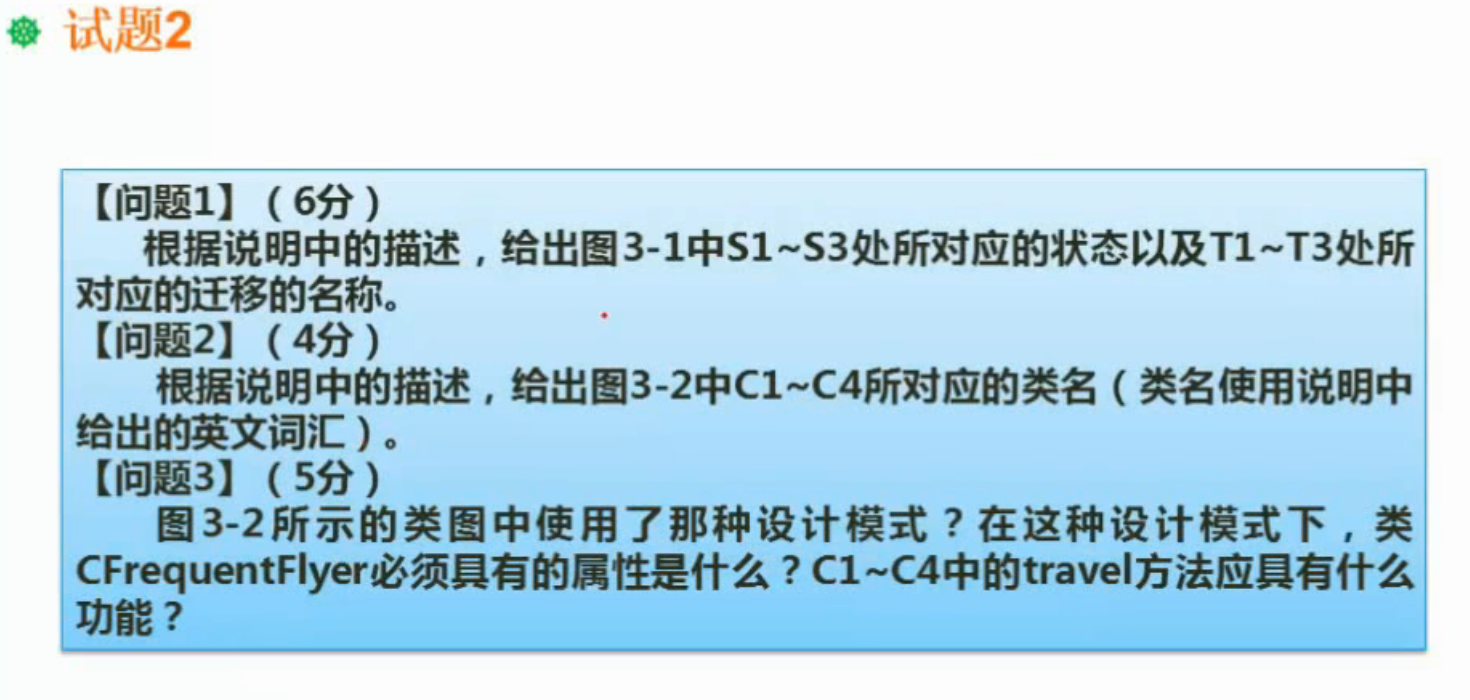 试题2
【问题1】（6分）
根据说明中的描述，给出图3-1中S1~S3处所对应的状态以及T1~T3处所
对应的迁移的名称。
【问题2】（4分）
根据说明中的描述，给出图3-2中C1~C4所对应的类名（类名使用说明中
给出的英文词汇）。
【问题3】（5分）
图3-2所示的类图中使用了那种设计模式？在这种设计模式下，类
CFrequentFlyer必须具有的属性是什么？C1~C4中的travel方法应具有什么
功能？